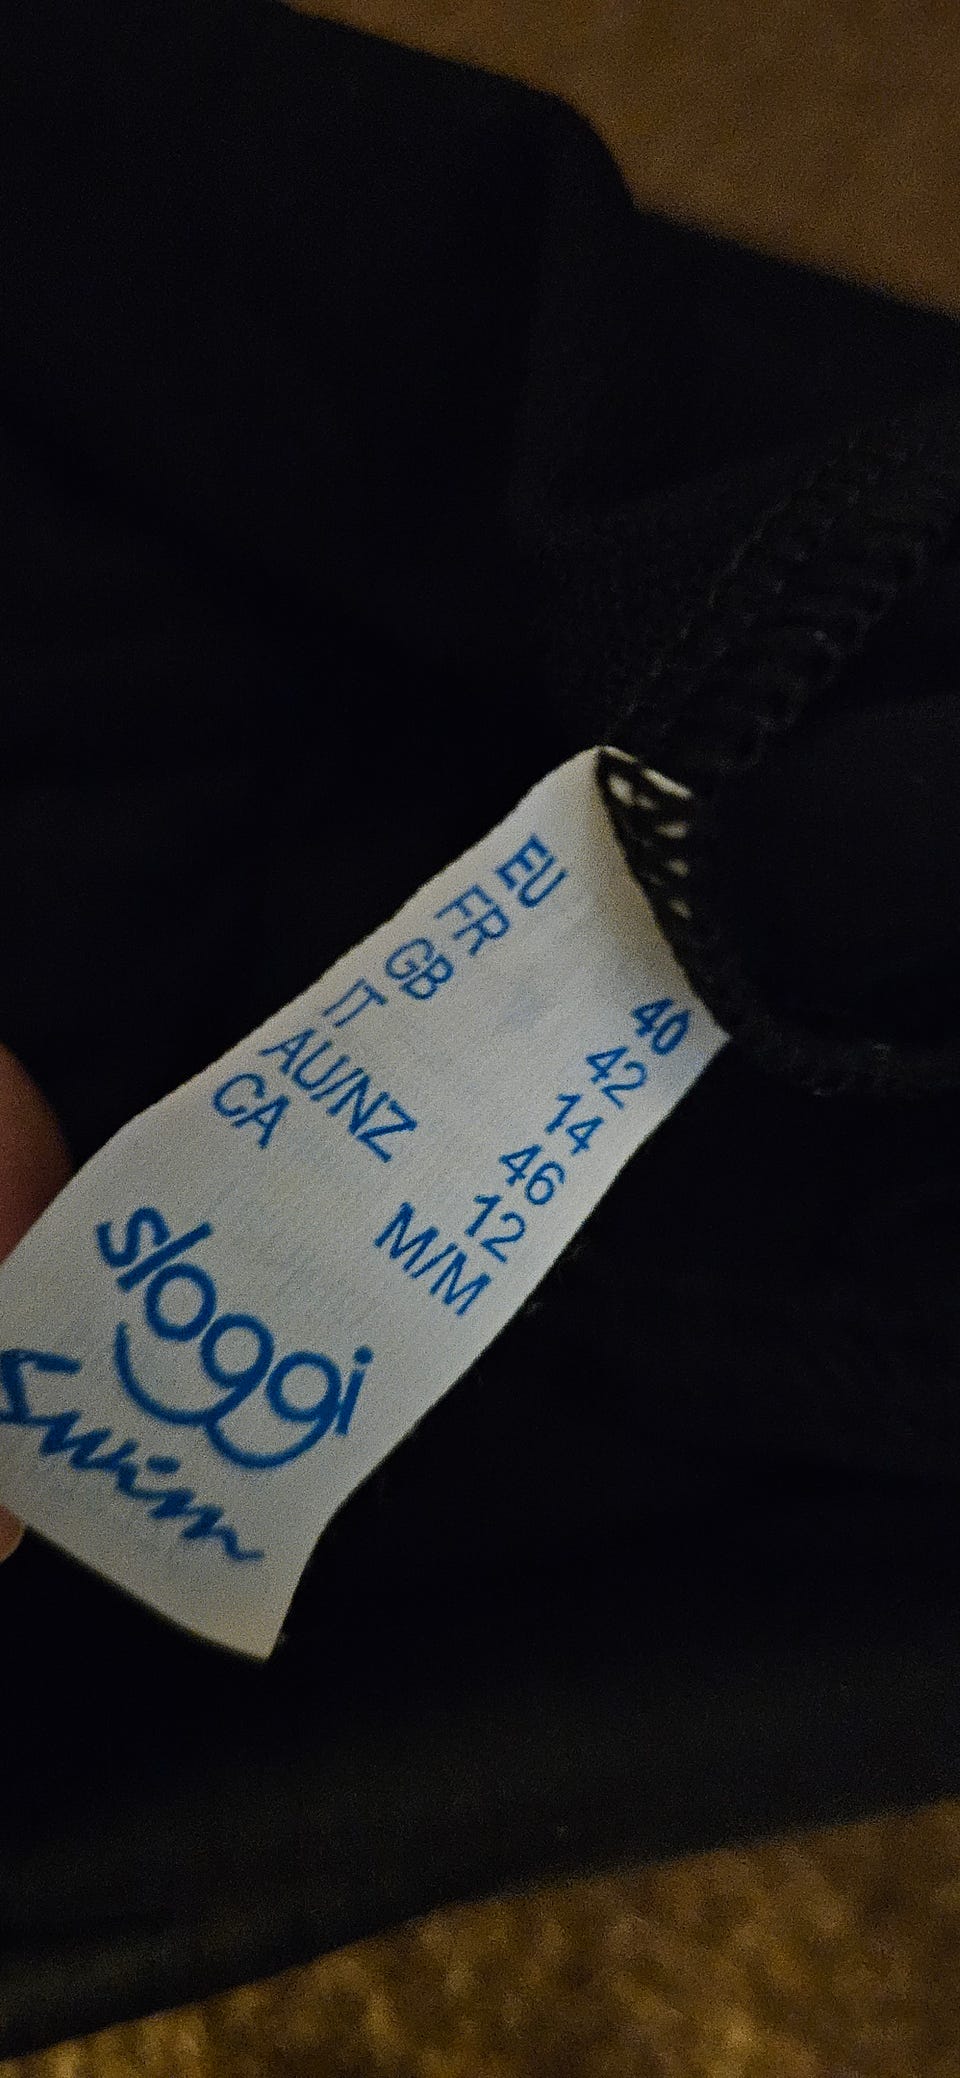 EU 40
FR 42
GB 14
IT 46
AU/NZ 12
CA M/M
sloggi
Swim